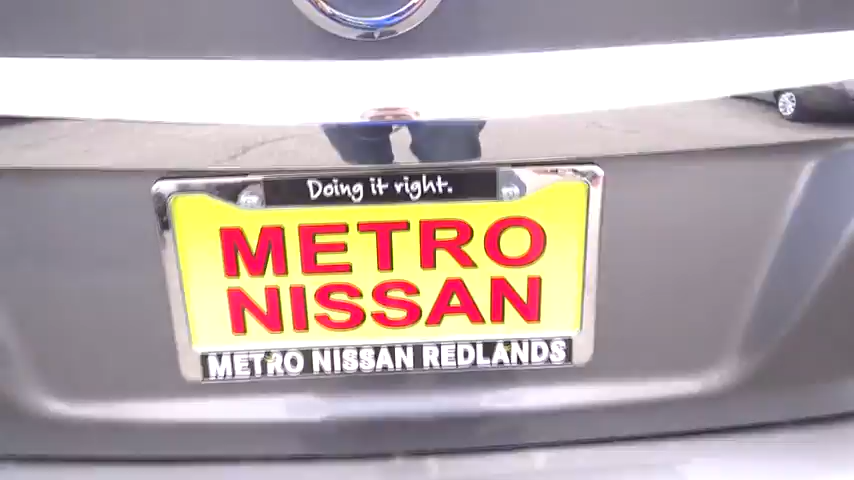 Doing it right.
METRO
NISSAN
METRO NISSAN REDLANDS